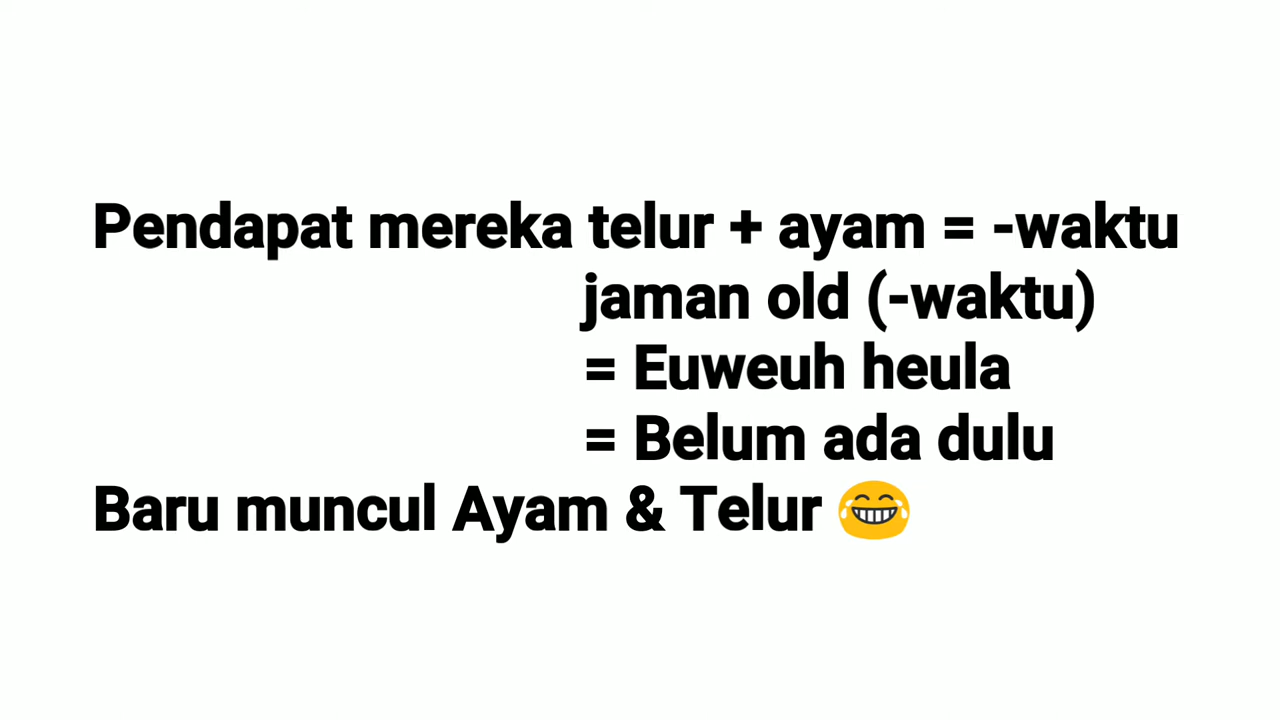 Pendapat mereka telur + ayam = -waktu
jaman old (-waktu)
= Euweuh heula
= Belum ada dulu
Baru muncul Ayam & Telur 😂